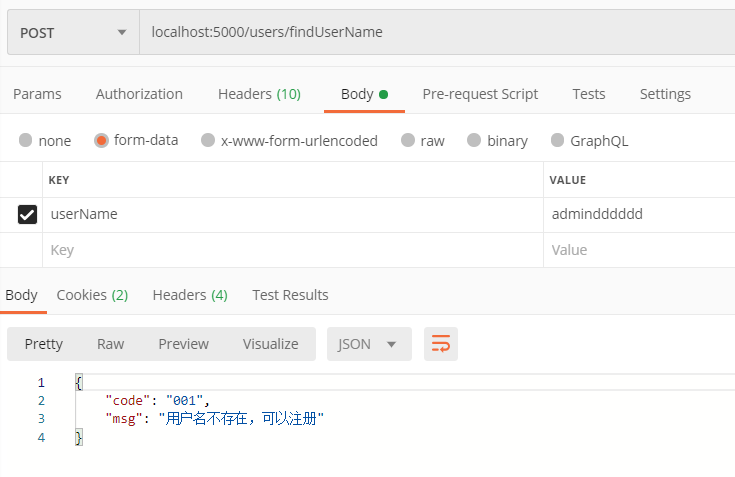 POST localhost:5000/users/findUserName
Params Authorization Headers (10) Body Pre-request Script Tests Settings
none form-data x-www-form-urlencoded raw binary GraphQL
KEY VALUE
userName admindddddd
Key Value
Body Cookies (2) Headers (4) Test Results
Pretty Raw Preview Visualize JSON
1 {
2 "code": "001",
3 "msg": "用户名不存在，可以注册"
4 }